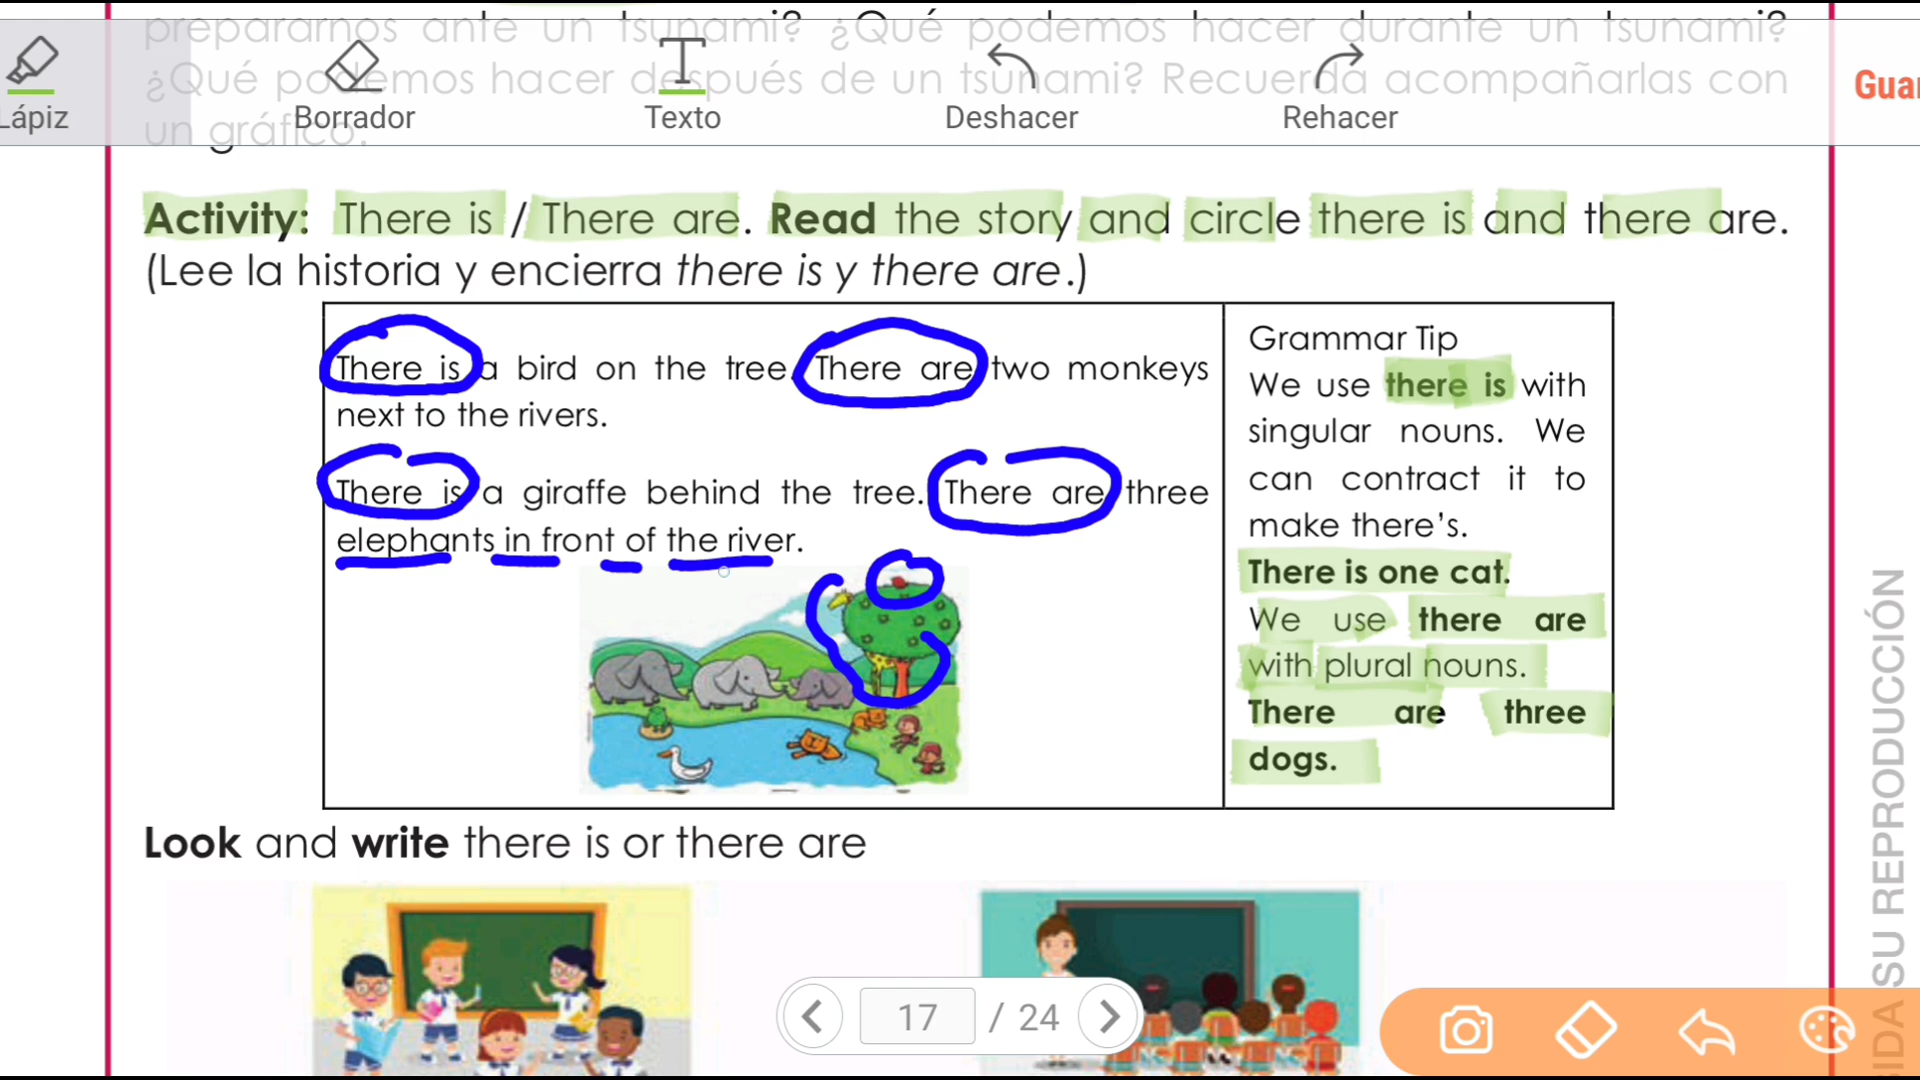 prepararnos ante un tsunami? ¿Qué podemos hacer durante un tsunami?
¿Qué podemos hacer después de un tsunami? Recuerda acompañarlas con
un gráfico.
Lápiz
Borrador
Texto
Deshacer
Rehacer
Guar
Activity: There is / There are. Read the story and circle there is and there are.
(Lee la historia y encierra there is y there are.)
There is a bird on the tree. There are two monkeys
next to the rivers.
There is a giraffe behind the tree. There are three
elephants in front of the river.
Grammar Tip
We use there is with
singular nouns. We
can contract it to
make there's.
There is one cat.
We use there are
with plural nouns.
There are three
dogs.
Look and write there is or there are
17 / 24
IDA SU REPRODUCCIÓN